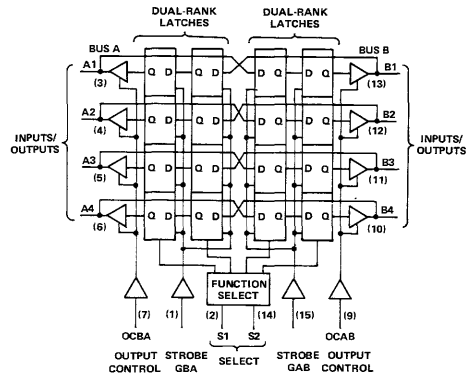 DUAL-RANK LATCHES
DUAL-RANK LATCHES
BUS A
BUS B
A1
Q D Q D D Q D Q
B1
(3)
(13)
A2
Q D Q D D Q D Q
B2
(4)
(12)
INPUTS/ OUTPUTS
INPUTS/ OUTPUTS
A3
Q D Q D D Q D Q
B3
(5)
(11)
A4
Q D Q D D Q D Q
B4
(6)
(10)
FUNCTION SELECT
(7)
(1)
(2)
(14)
(15)
(9)
OCBA
S1
S2
OCAB
OUTPUT CONTROL
STROBE GBA
SELECT
STROBE GAB
OUTPUT CONTROL